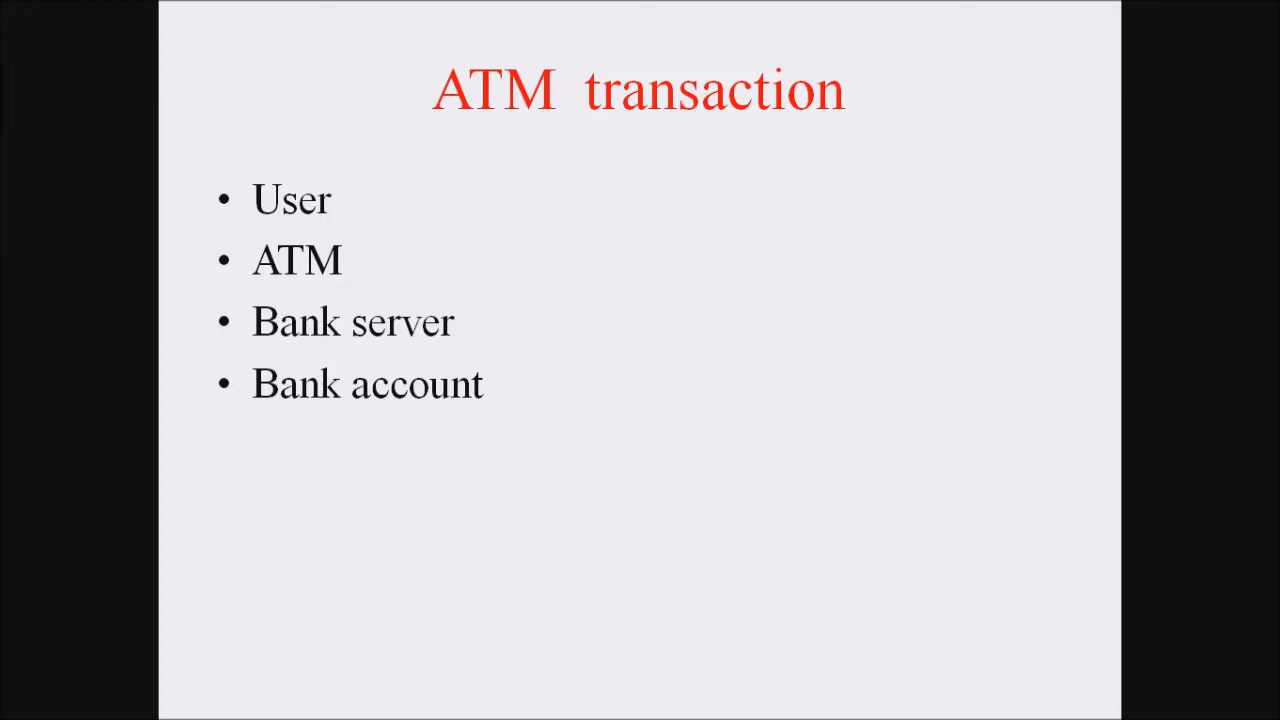 ATM transaction
• User
• ATM
• Bank server
• Bank account